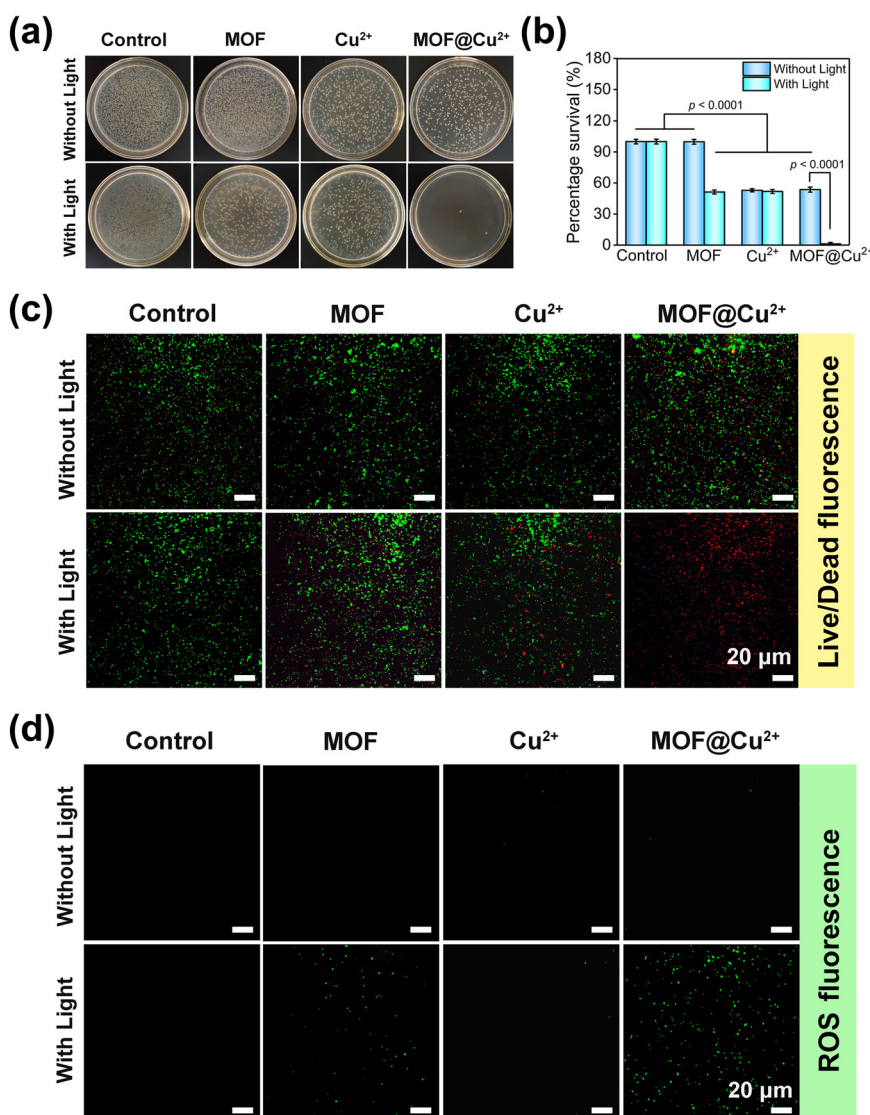 (a)
Control MOF Cu²⁺ MOF@Cu²⁺
Without Light
With Light
(b)
Percentage survival (%)
180
150
120
90
60
30
0
Without Light
With Light
p < 0.0001
p < 0.0001
Control MOF Cu²⁺ MOF@Cu²⁺
(c)
Control MOF Cu²⁺ MOF@Cu²⁺
Without Light
With Light
20 μm
Live/Dead fluorescence
(d)
Control MOF Cu²⁺ MOF@Cu²⁺
Without Light
With Light
20 μm
ROS fluorescence